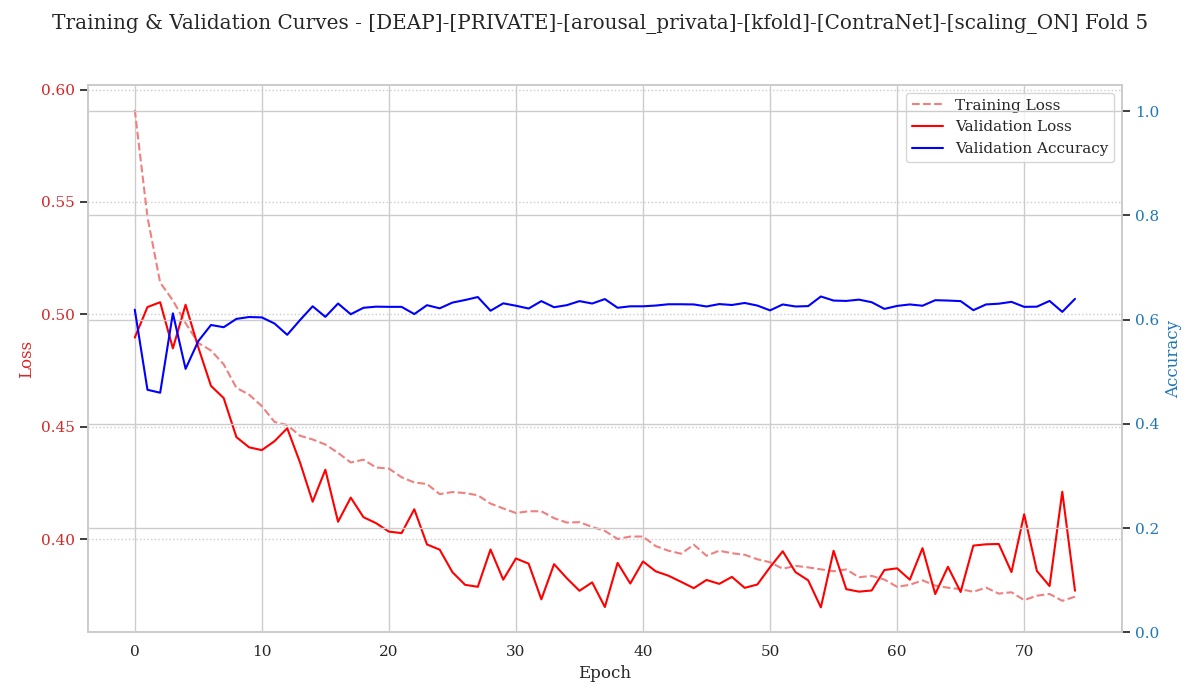 Training & Validation Curves - [DEAP]-[PRIVATE]-[arousal_privata]-[kfold]-[ContraNet]-[scaling_ON] Fold 5
Training Loss
Validation Loss
Validation Accuracy
0.60
0.55
0.50
0.45
0.40
Loss
1.0
0.8
0.6
0.4
0.2
0.0
Accuracy
0 10 20 30 40 50 60 70
Epoch